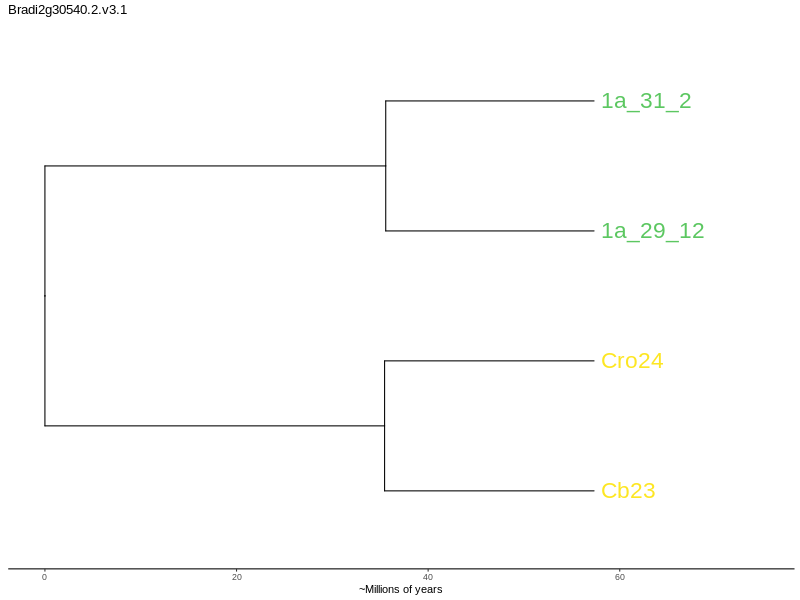 Bradi2g30540.2.v3.1
1a_31_2
1a_29_12
Cro24
Cb23
0 20 40 60
~Millions of years